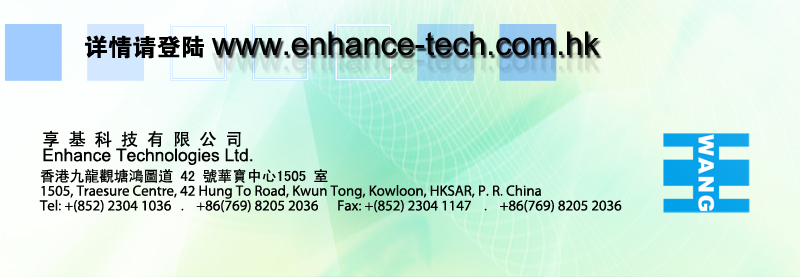 详情请登陆 www.enhance-tech.com.hk
享基科技有限公司
Enhance Technologies Ltd.
香港九龍觀塘鴻圖道 42 號華寶中心1505 室
1505, Traesure Centre, 42 Hung To Road, Kwun Tong, Kowloon, HKSAR, P. R. China
Tel: +(852) 2304 1036 . +86(769) 8205 2036 Fax: +(852) 2304 1147 . +86(769) 8205 2036
WANG